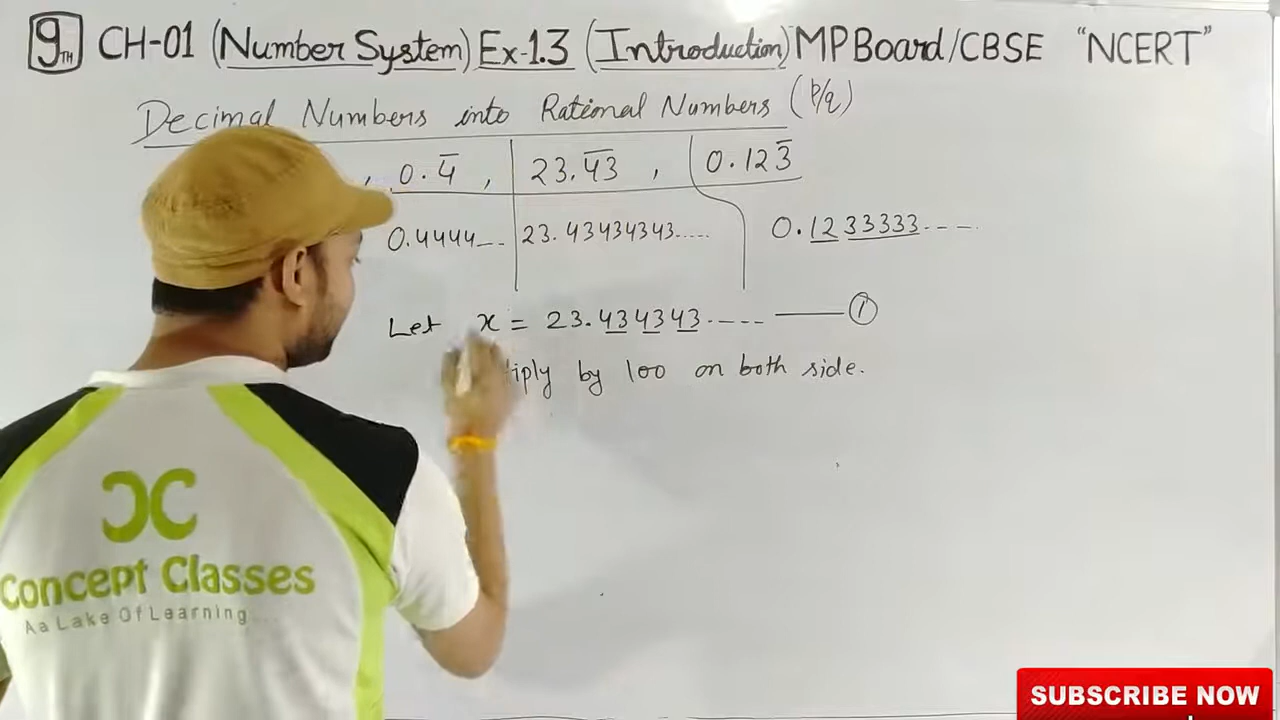 9TH CH-01 (Number System) Ex-1.3 (Introduction) MP Board/CBSE "NCERT"
Decimal Numbers into Rational Numbers (p/q)
, 0.4̅ , 23.4̅3̅ , 0.123̅
0.4444... 23.43434343..... 0.1233333----
Let x = 23.434343.---- ①
by 100 on both side.
Concept Classes
Aa Lake Of Learning
SUBSCRIBE NOW